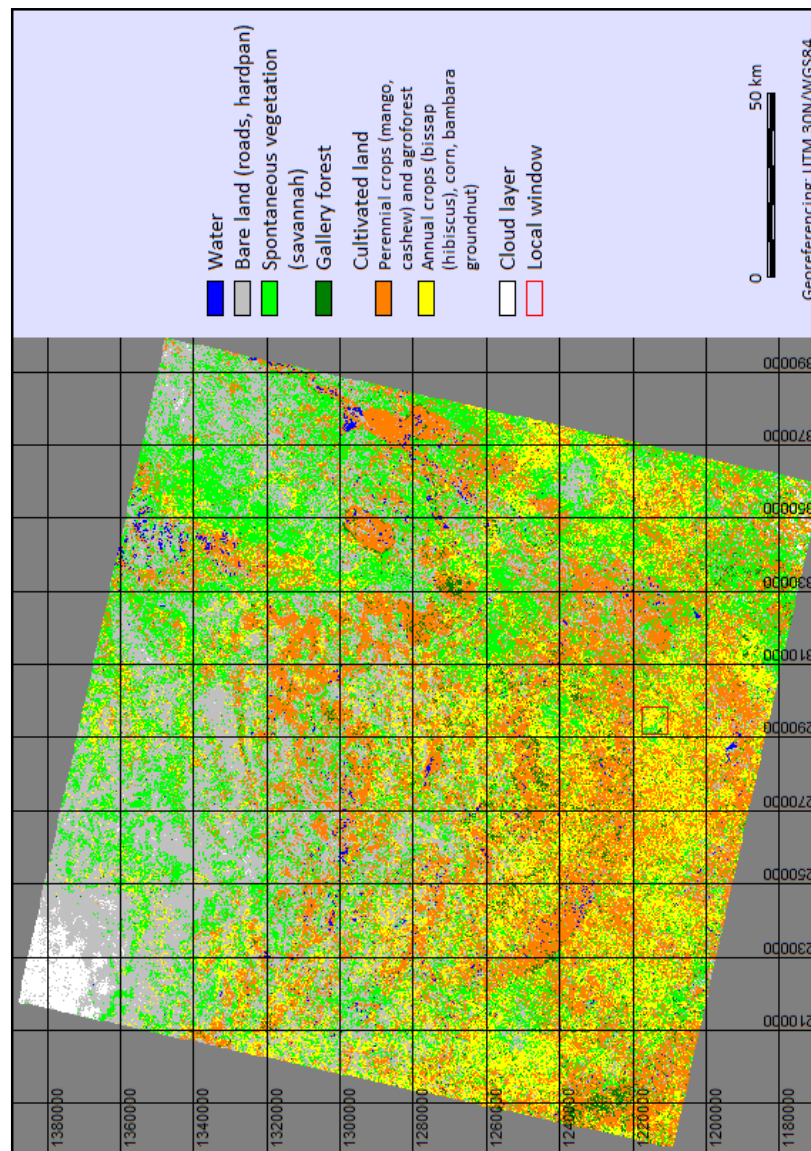 Water
Bare land (roads, hardpan)
Spontaneous vegetation
(savannah)
Gallery forest
Cultivated land
Perennial crops (mango,
cashew) and agroforest
Annual crops (bissap
(hibiscus), corn, bambara
groundnut)
Cloud layer
Local window
0 50 km
Georeferencing: UTM 30N/WGS84
1380000
1360000
1340000
1320000
1300000
1280000
1260000
1240000
1220000
1200000
1180000
210000
230000
250000
270000
290000
310000
330000
350000
370000
390000